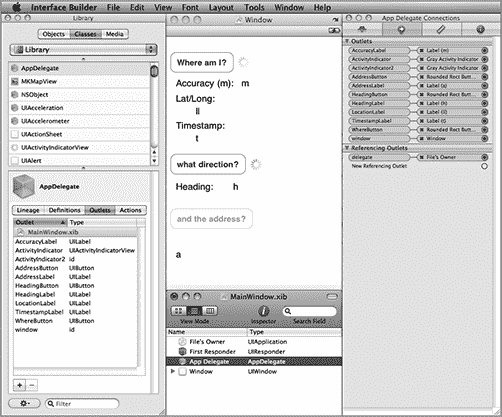 Interface Builder File Edit View Font Layout Tools Window Help
Library
Objects Classes Media
Library
AppDelegate
MKMapView
NSObject
UIAcceleration
UIAccelerometer
UIActionSheet
UIActivityIndicatorView
UIAlert
AppDelegate
Lineage Definitions Outlets Actions
Outlet Type
MainWindow.xib
AccuracyLabel UILabel
ActivityIndicator UIActivityIndicatorView
ActivityIndicator2 id
AddressButton UIButton
AddressLabel UILabel
HeadingButton UIButton
HeadingLabel UILabel
LocationLabel UILabel
TimestampLabel UILabel
WhereButton UIButton
window id
Filter
Window
Where am I?
Accuracy (m): m
Lat/Long:
ll
Timestamp:
t
what direction?
Heading: h
and the address?
a
MainWindow.xib
View Mode Inspector Search Field
Name Type
File's Owner UIApplication
First Responder UIResponder
App Delegate AppDelegate
Window UIWindow
App Delegate Connections
Outlets
AccuracyLabel Label (m)
ActivityIndicator Gray Activity Indicator
ActivityIndicator2 Gray Activity Indicator
AddressButton Rounded Rect Butt...
AddressLabel Label (a)
HeadingButton Rounded Rect Butt...
HeadingLabel Label (h)
LocationLabel Label (ll)
TimestampLabel Label (t)
WhereButton Rounded Rect Butt...
window Window
Referencing Outlets
delegate File's Owner
New Referencing Outlet